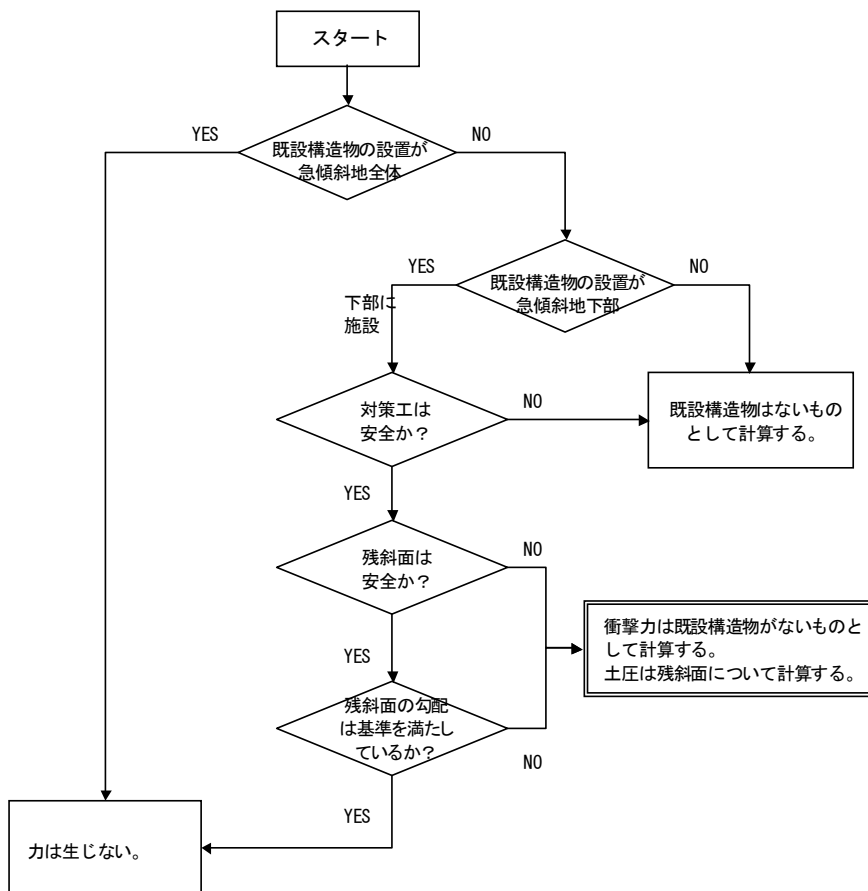 スタート
YES
NO
既設構造物の設置が
急傾斜地全体
YES
NO
既設構造物の設置が
急傾斜地下部
下部に
施設
対策工は
安全か？
NO
既設構造物はないもの
として計算する。
YES
残斜面は
安全か？
NO
衝撃力は既設構造物がないものと
して計算する。
土圧は残斜面について計算する。
YES
残斜面の勾配
は基準を満たし
ているか？
NO
YES
力は生じない。